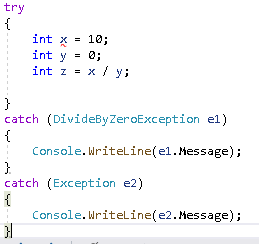 try
{
    int x = 10;
    int y = 0;
    int z = x / y;
}
catch (DivideByZeroException e1)
{
    Console.WriteLine(e1.Message);
}
catch (Exception e2)
{
    Console.WriteLine(e2.Message);
}